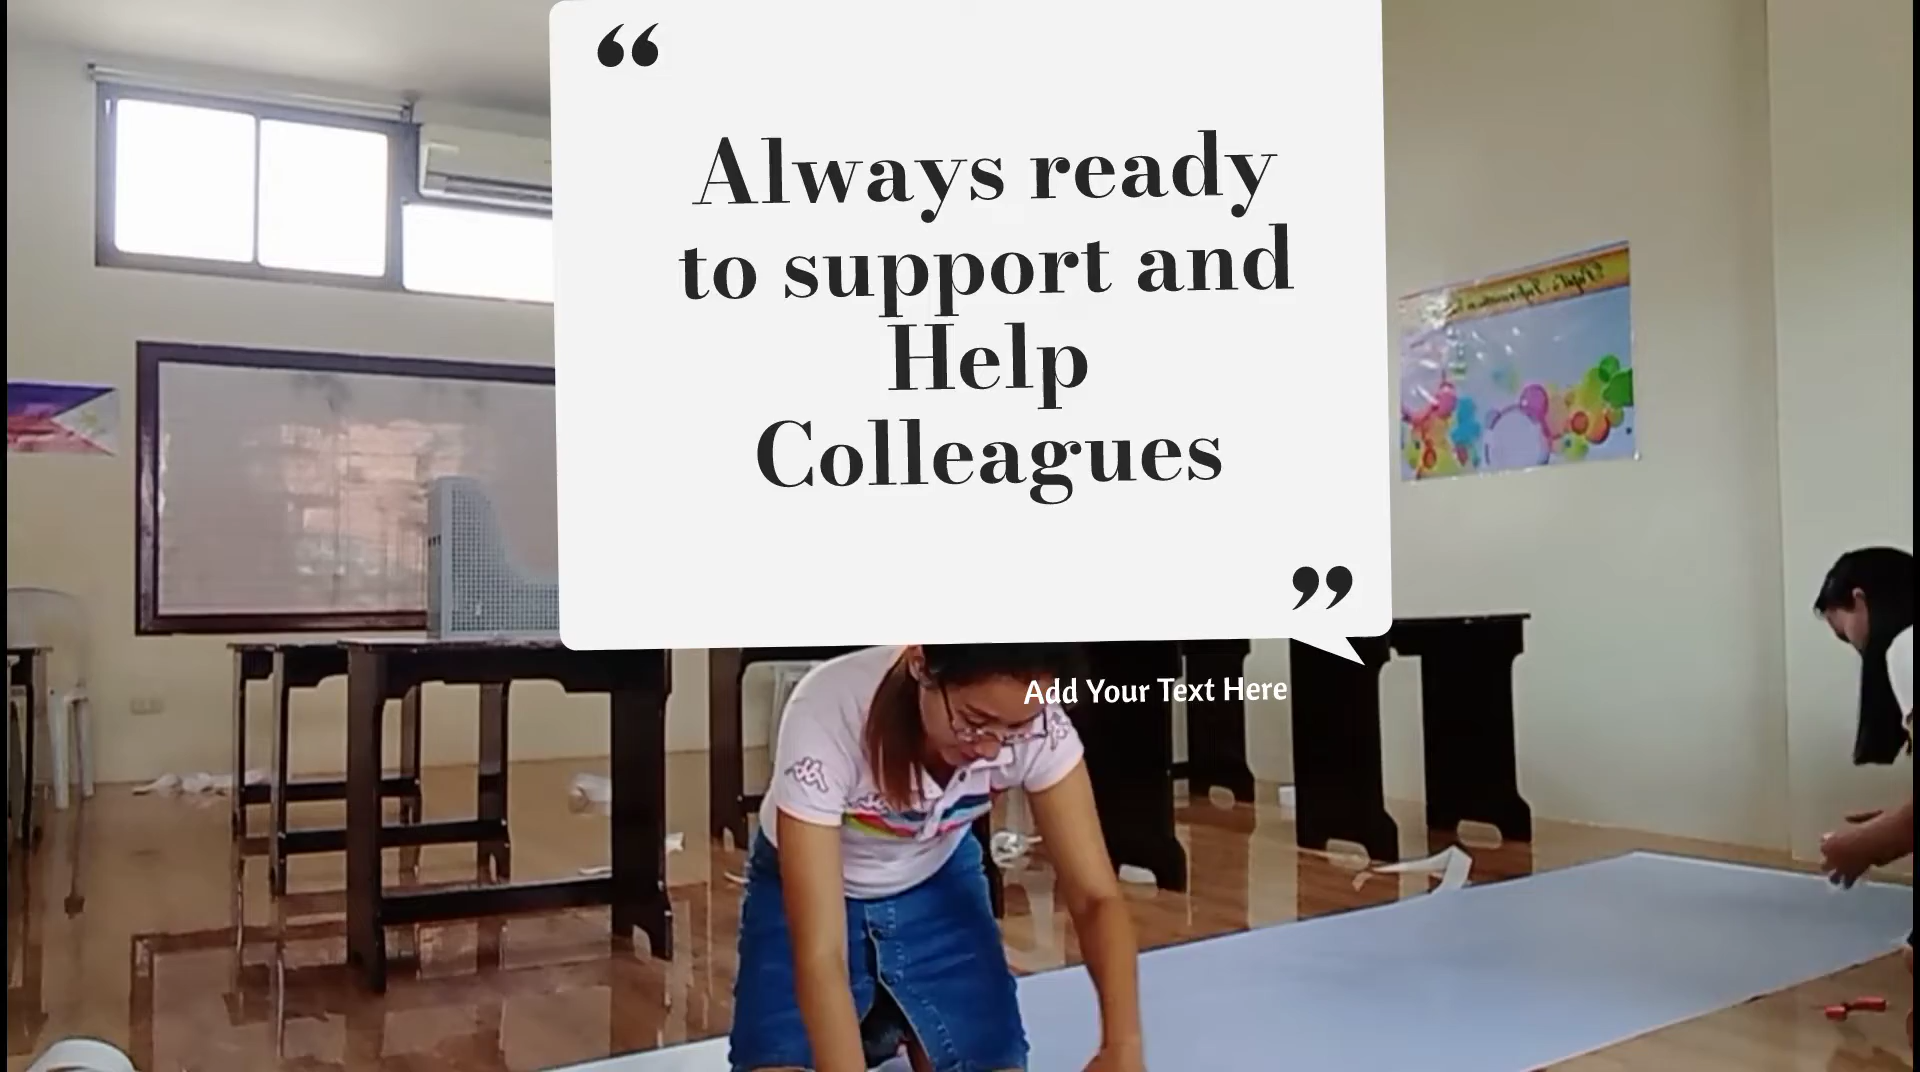 “
Always ready
to support and
Help
Colleagues
”
Add Your Text Here